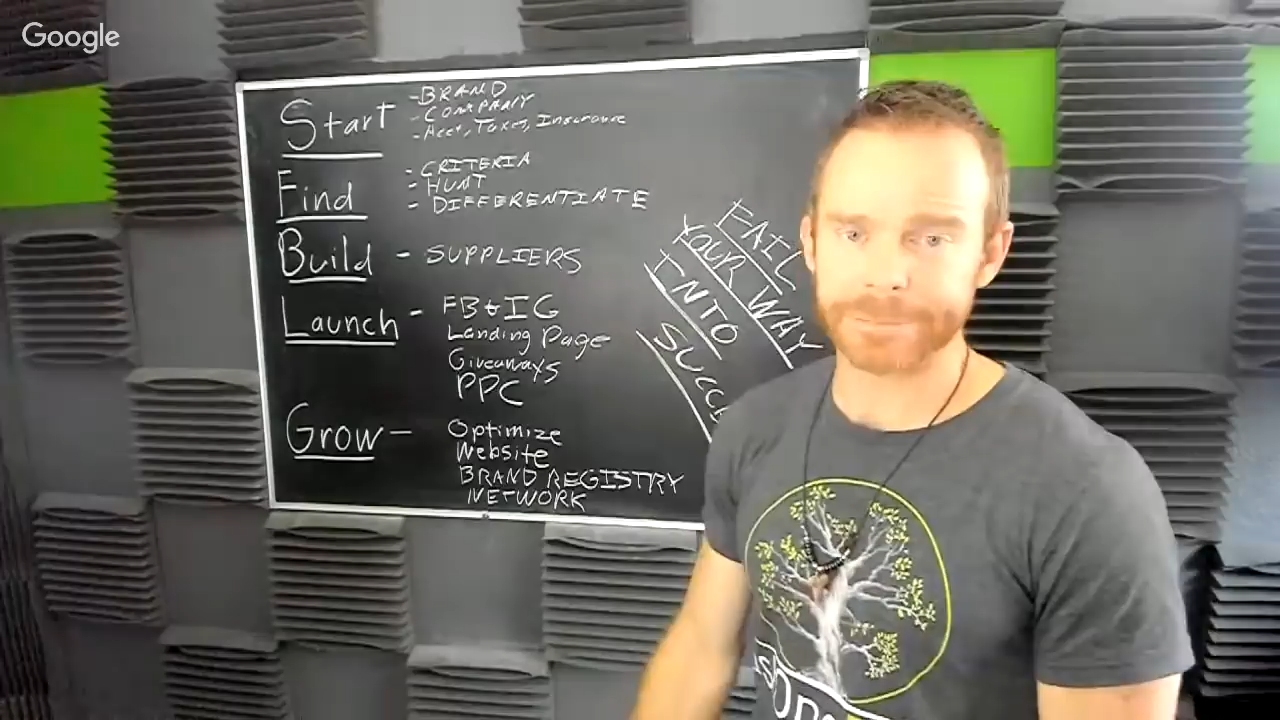 Google
Start
- BRAND
- COMPANY
- Acct, Taxes, Insurance
Find
- CRITERIA
- HUNT
- DIFFERENTIATE
Build - SUPPLIERS
Launch - FB & IG
Landing Page
Giveaways
PPC
Grow - Optimize
Website
BRAND REGISTRY
NETWORK
FAIL
YOUR WAY
INTO
SUCC